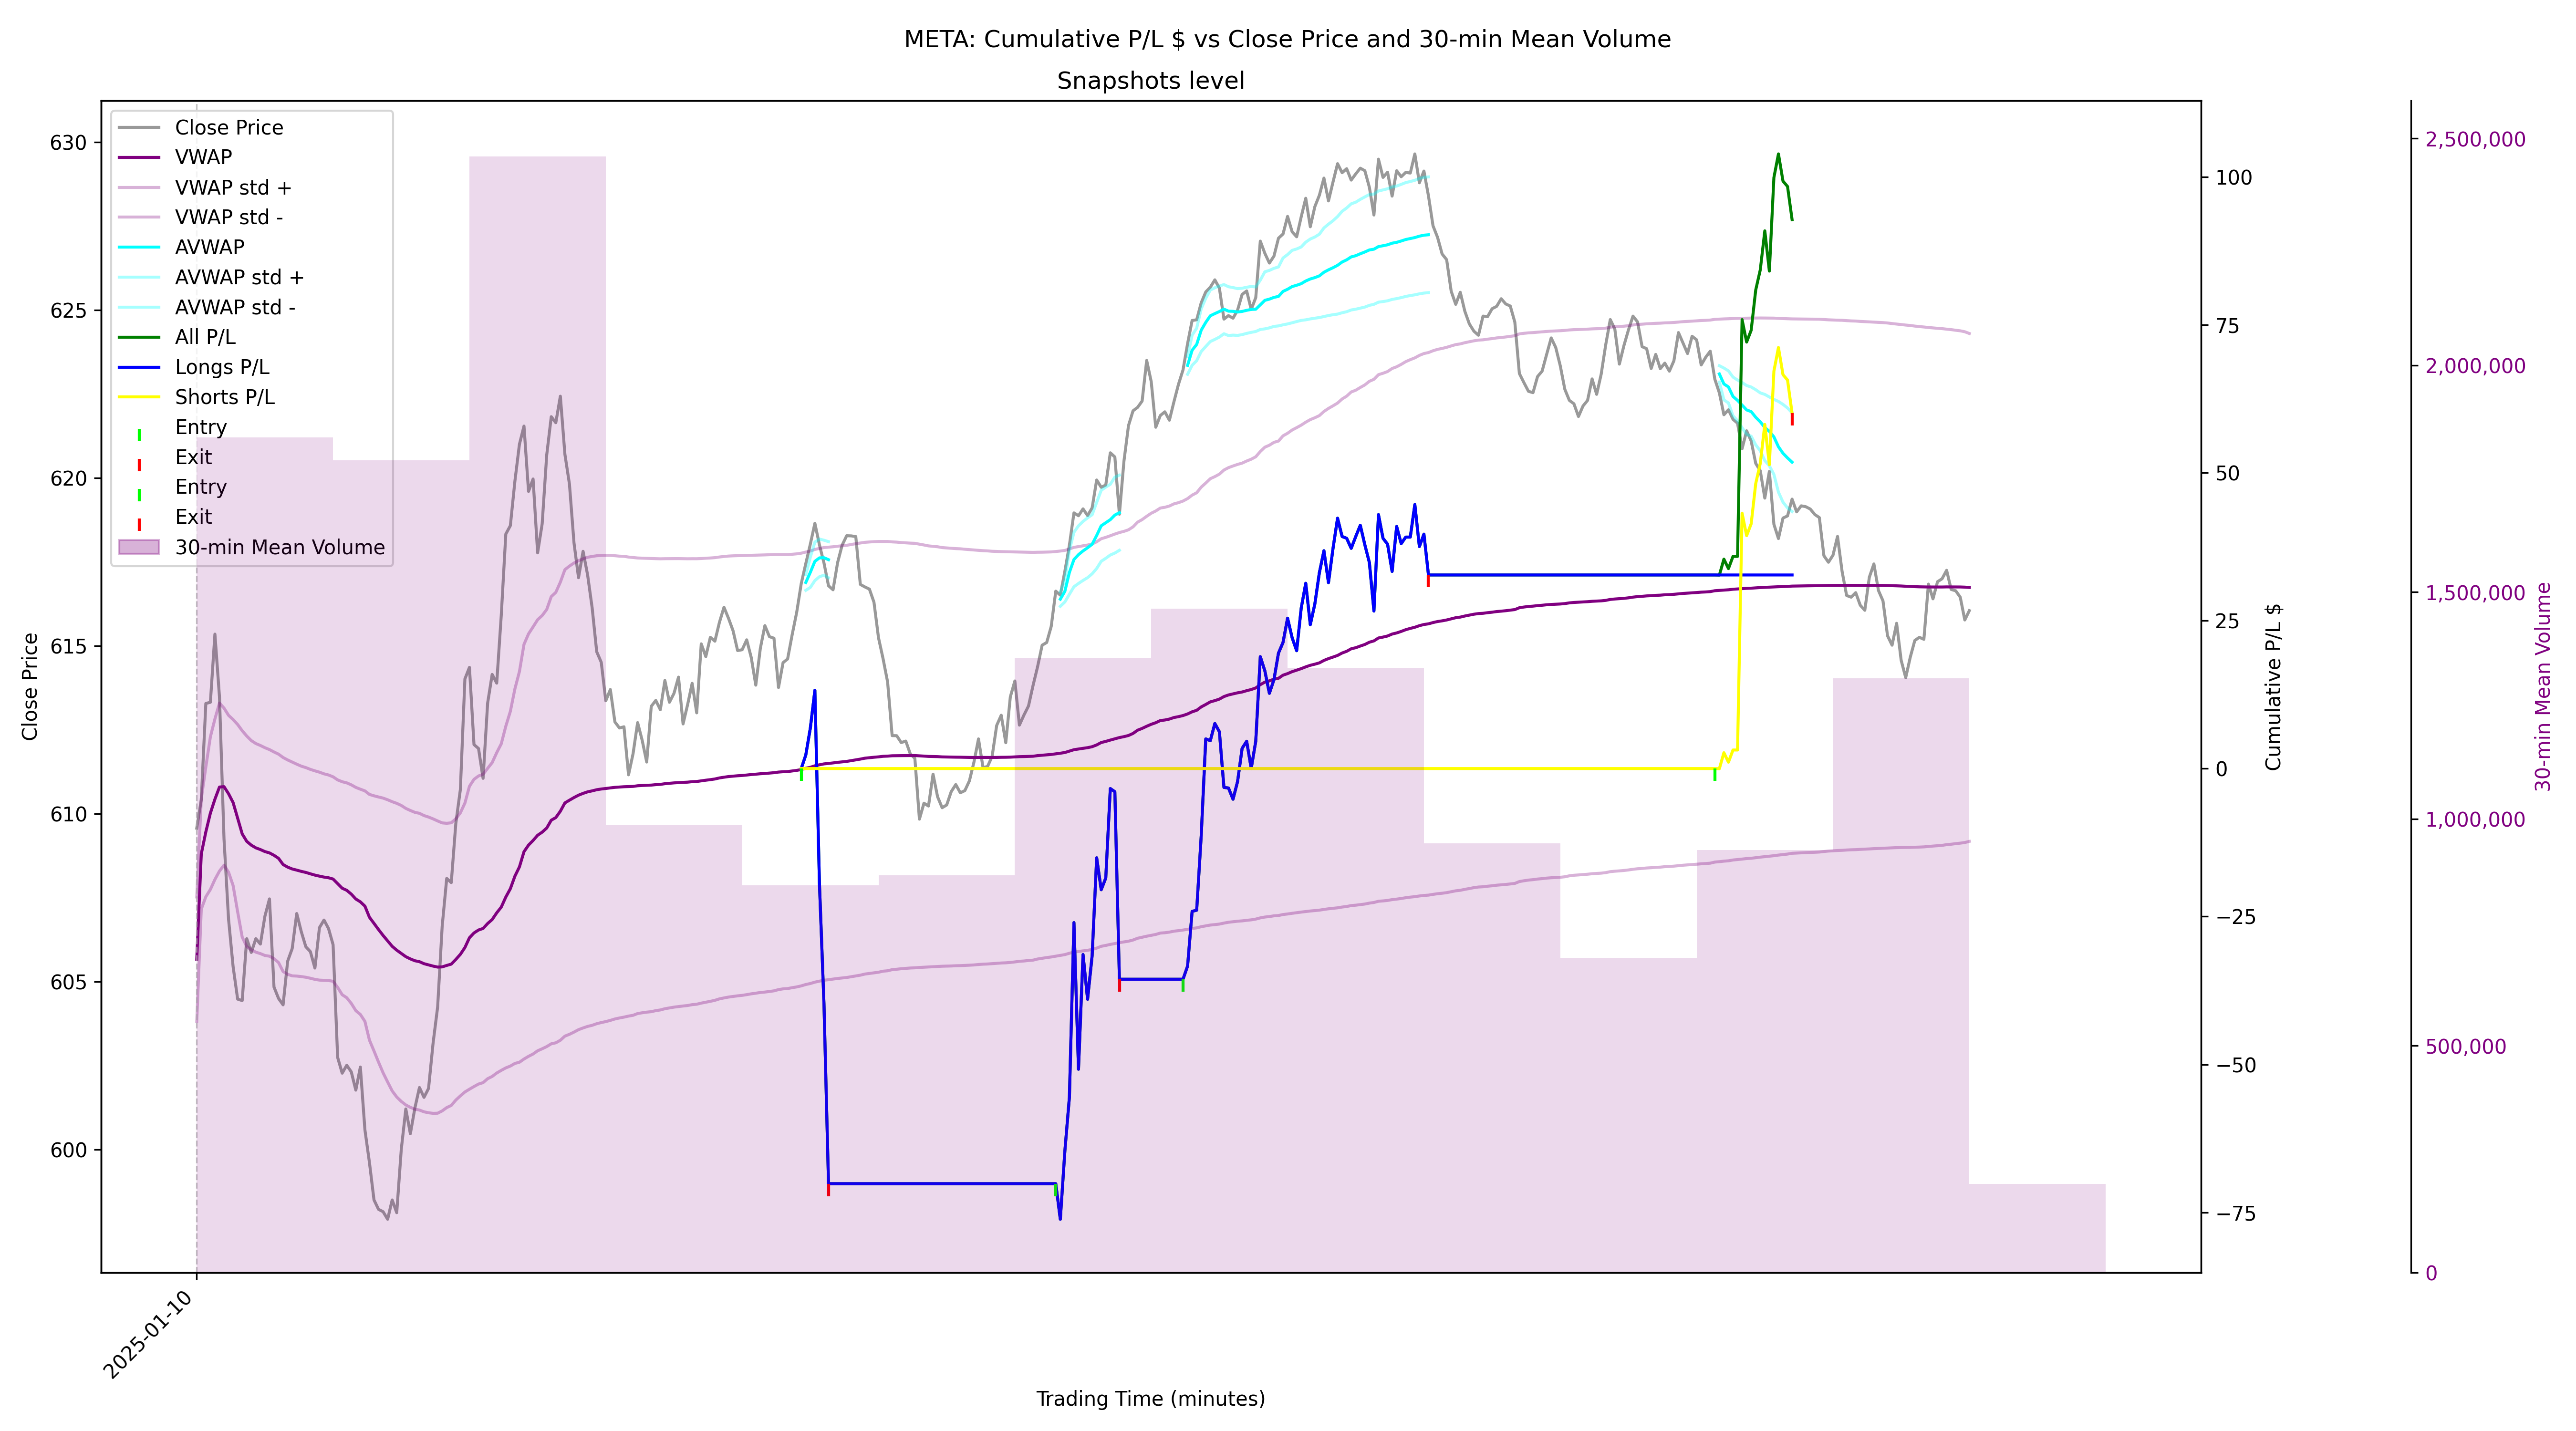 META: Cumulative P/L $ vs Close Price and 30-min Mean Volume
Snapshots level
Close Price
VWAP
VWAP std +
VWAP std -
AVWAP
AVWAP std +
AVWAP std -
All P/L
Longs P/L
Shorts P/L
Entry
Exit
Entry
Exit
30-min Mean Volume
630
625
620
615
610
605
600
Close Price
100
75
50
25
0
−25
−50
−75
Cumulative P/L $
2,500,000
2,000,000
1,500,000
1,000,000
500,000
0
30-min Mean Volume
2025-01-10
Trading Time (minutes)